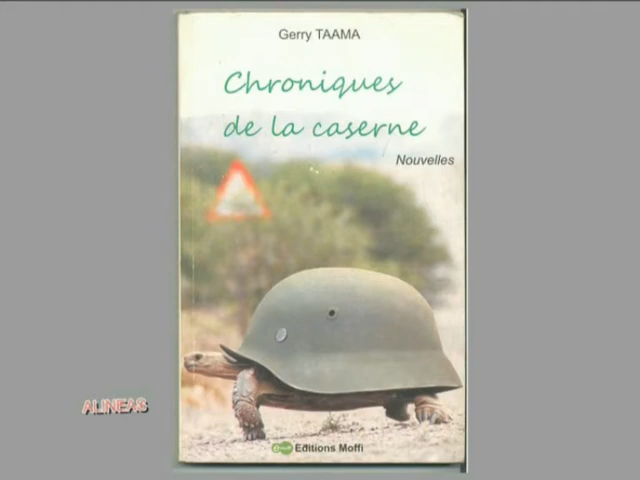 Gerry TAAMA
Chroniques
de la caserne
Nouvelles
ALINEAS
Editions Moffi